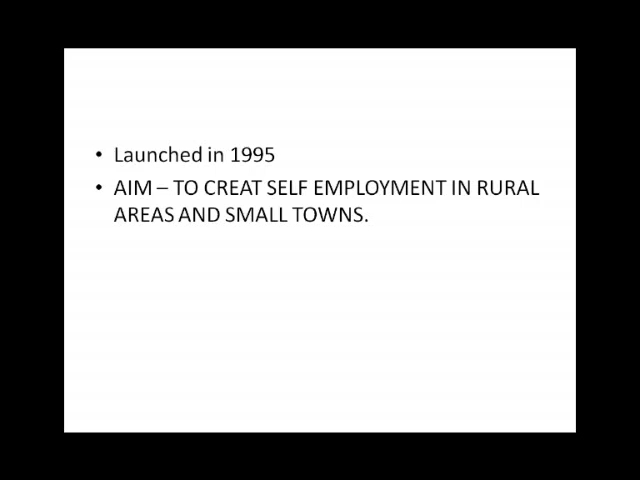 • Launched in 1995
• AIM – TO CREAT SELF EMPLOYMENT IN RURAL
AREAS AND SMALL TOWNS.